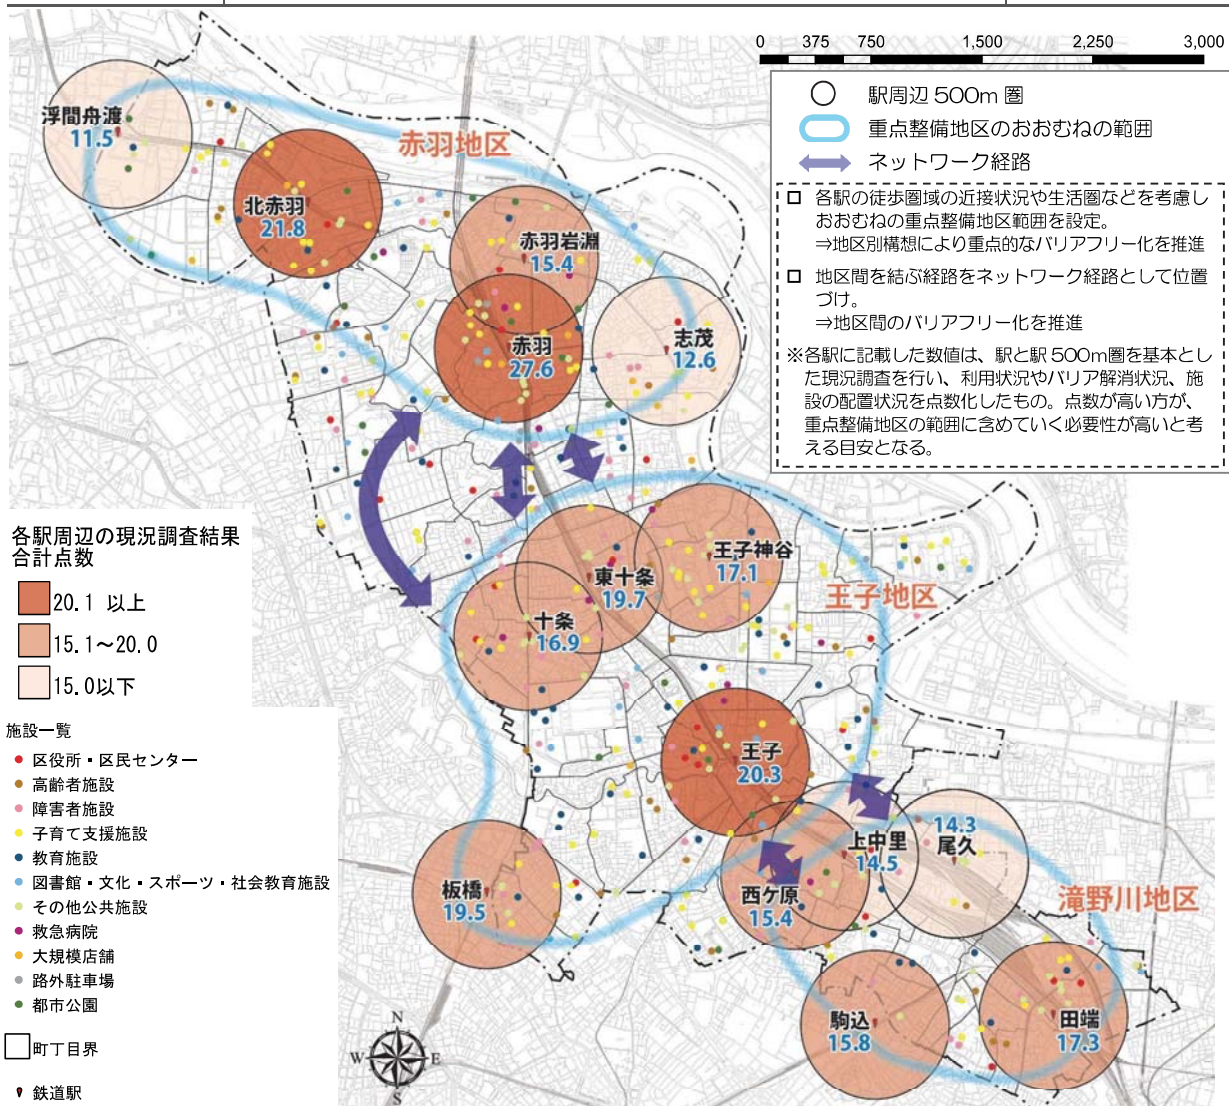 0 375 750 1,500 2,250 3,000
駅周辺 500m 圏
重点整備地区のおおむねの範囲
ネットワーク経路
各駅の徒歩圏域の近接状況や生活圏などを考慮し
おおむねの重点整備地区範囲を設定。
⇒地区別構想により重点的なバリアフリー化を推進
地区間を結ぶ経路をネットワーク経路として位置
づけ。
⇒地区間のバリアフリー化を推進
※各駅に記載した数値は、駅と駅 500m圏を基本とし
た現況調査を行い、利用状況やバリア解消状況、施
設の配置状況を点数化したもの。点数が高い方が、
重点整備地区の範囲に含めていく必要性が高いと考
える目安となる。
浮間舟渡
11.5
赤羽地区
北赤羽
21.8
赤羽岩淵
15.4
赤羽
27.6
志茂
12.6
王子神谷
17.1
東十条
19.7
十条
16.9
王子地区
王子
20.3
上中里
14.5
14.3
尾久
西ケ原
15.4
板橋
19.5
滝野川地区
駒込
15.8
田端
17.3
各駅周辺の現況調査結果
合計点数
20.1 以上
15.1～20.0
15.0以下
施設一覧
区役所・区民センター
高齢者施設
障害者施設
子育て支援施設
教育施設
図書館・文化・スポーツ・社会教育施設
その他公共施設
救急病院
大規模店舗
路外駐車場
都市公園
町丁目界
鉄道駅
N
W E
S